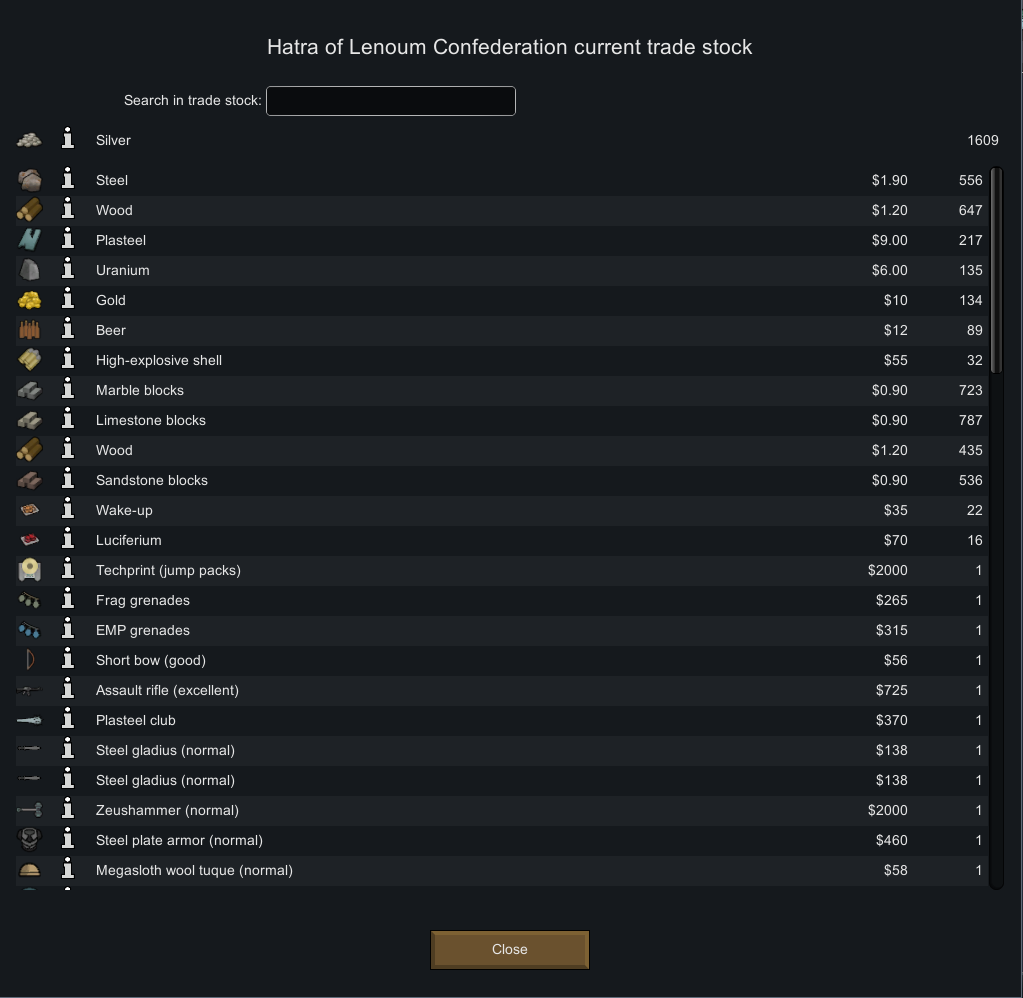 Hatra of Lenoum Confederation current trade stock
Search in trade stock:
Silver 1609
Steel $1.90 556
Wood $1.20 647
Plasteel $9.00 217
Uranium $6.00 135
Gold $10 134
Beer $12 89
High-explosive shell $55 32
Marble blocks $0.90 723
Limestone blocks $0.90 787
Wood $1.20 435
Sandstone blocks $0.90 536
Wake-up $35 22
Luciferium $70 16
Techprint (jump packs) $2000 1
Frag grenades $265 1
EMP grenades $315 1
Short bow (good) $56 1
Assault rifle (excellent) $725 1
Plasteel club $370 1
Steel gladius (normal) $138 1
Steel gladius (normal) $138 1
Zeushammer (normal) $2000 1
Steel plate armor (normal) $460 1
Megasloth wool tuque (normal) $58 1
Close